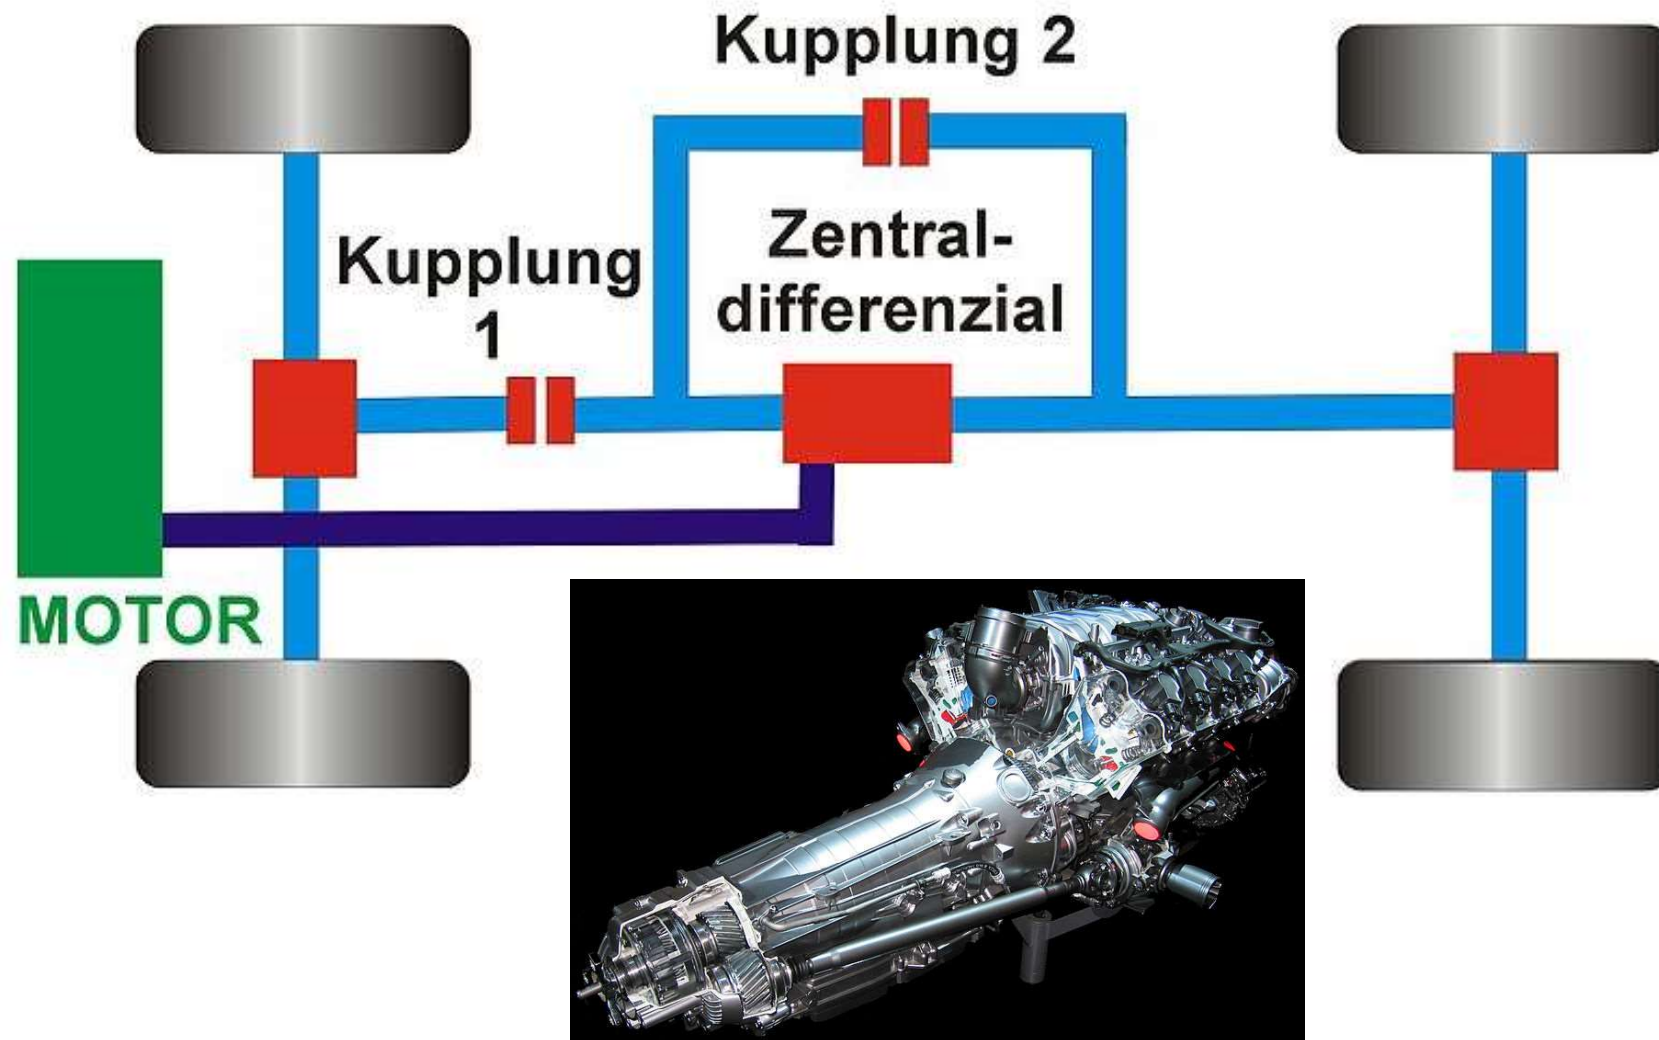 Kupplung 2
Zentral-
differenzial
Kupplung
1
MOTOR